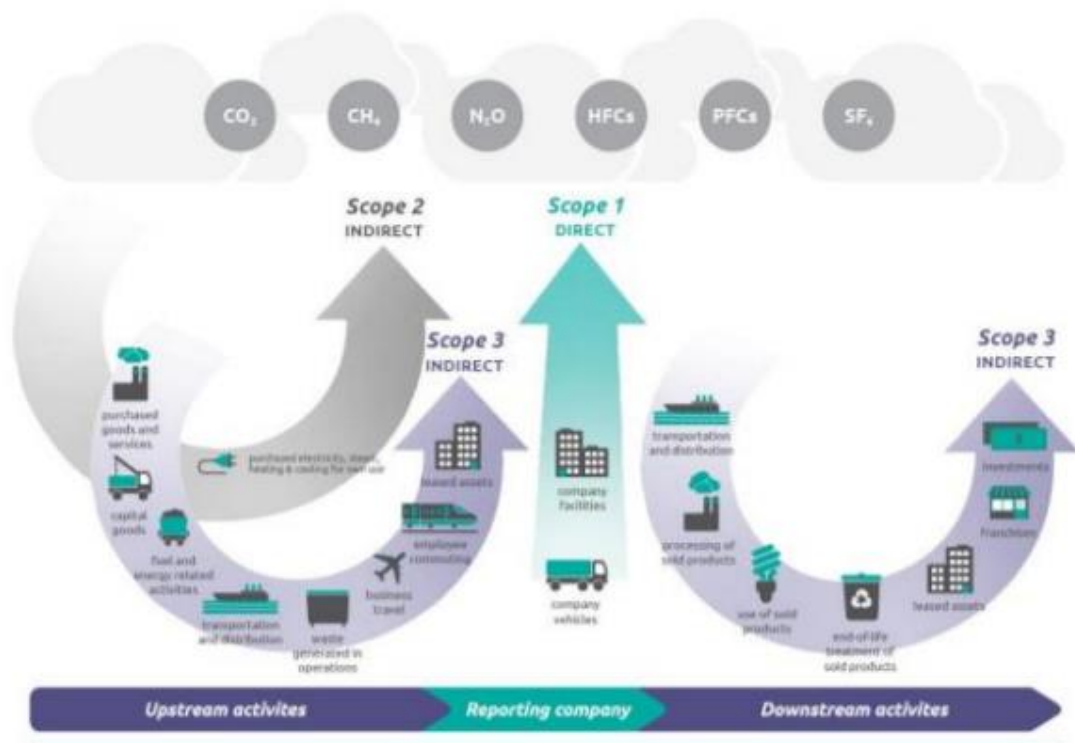 CO₂ CH₄ N₂O HFCs PFCs SF₆
Scope 2
INDIRECT
Scope 1
DIRECT
Scope 3
INDIRECT
Scope 3
INDIRECT
purchased
goods and
services
purchased electricity, steam,
heating & cooling for own use
capital
goods
fuel and
energy related
activities
transportation
and distribution
waste
generated in
operations
business
travel
employee
commuting
leased assets
company
facilities
company
vehicles
transportation
and distribution
processing of
sold products
use of sold
products
end-of-life
treatment of
sold products
leased assets
franchises
investments
Upstream activites
Reporting company
Downstream activites